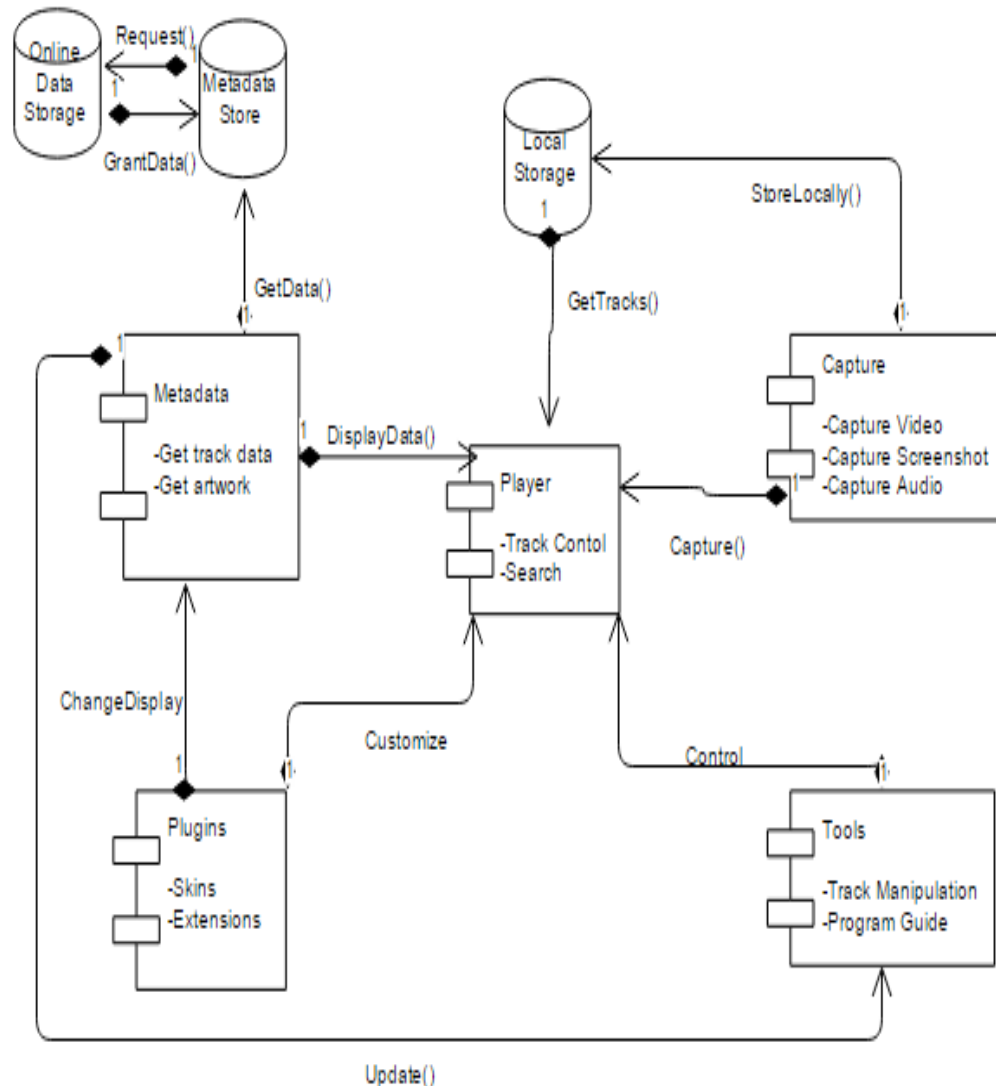 Request()
1
Online
Data
Storage
1
Metadata
Store
GrantData()
Local
Storage
1
StoreLocally()
GetData()
GetTracks()
1
1
1
Metadata
-Get track data
-Get artwork
1
DisplayData()
Capture
-Capture Video
-Capture Screenshot
-Capture Audio
1
Capture()
Player
-Track Contol
-Search
ChangeDisplay
Customize
Control
1
1
1
Plugins
-Skins
-Extensions
Tools
-Track Manipulation
-Program Guide
Update()